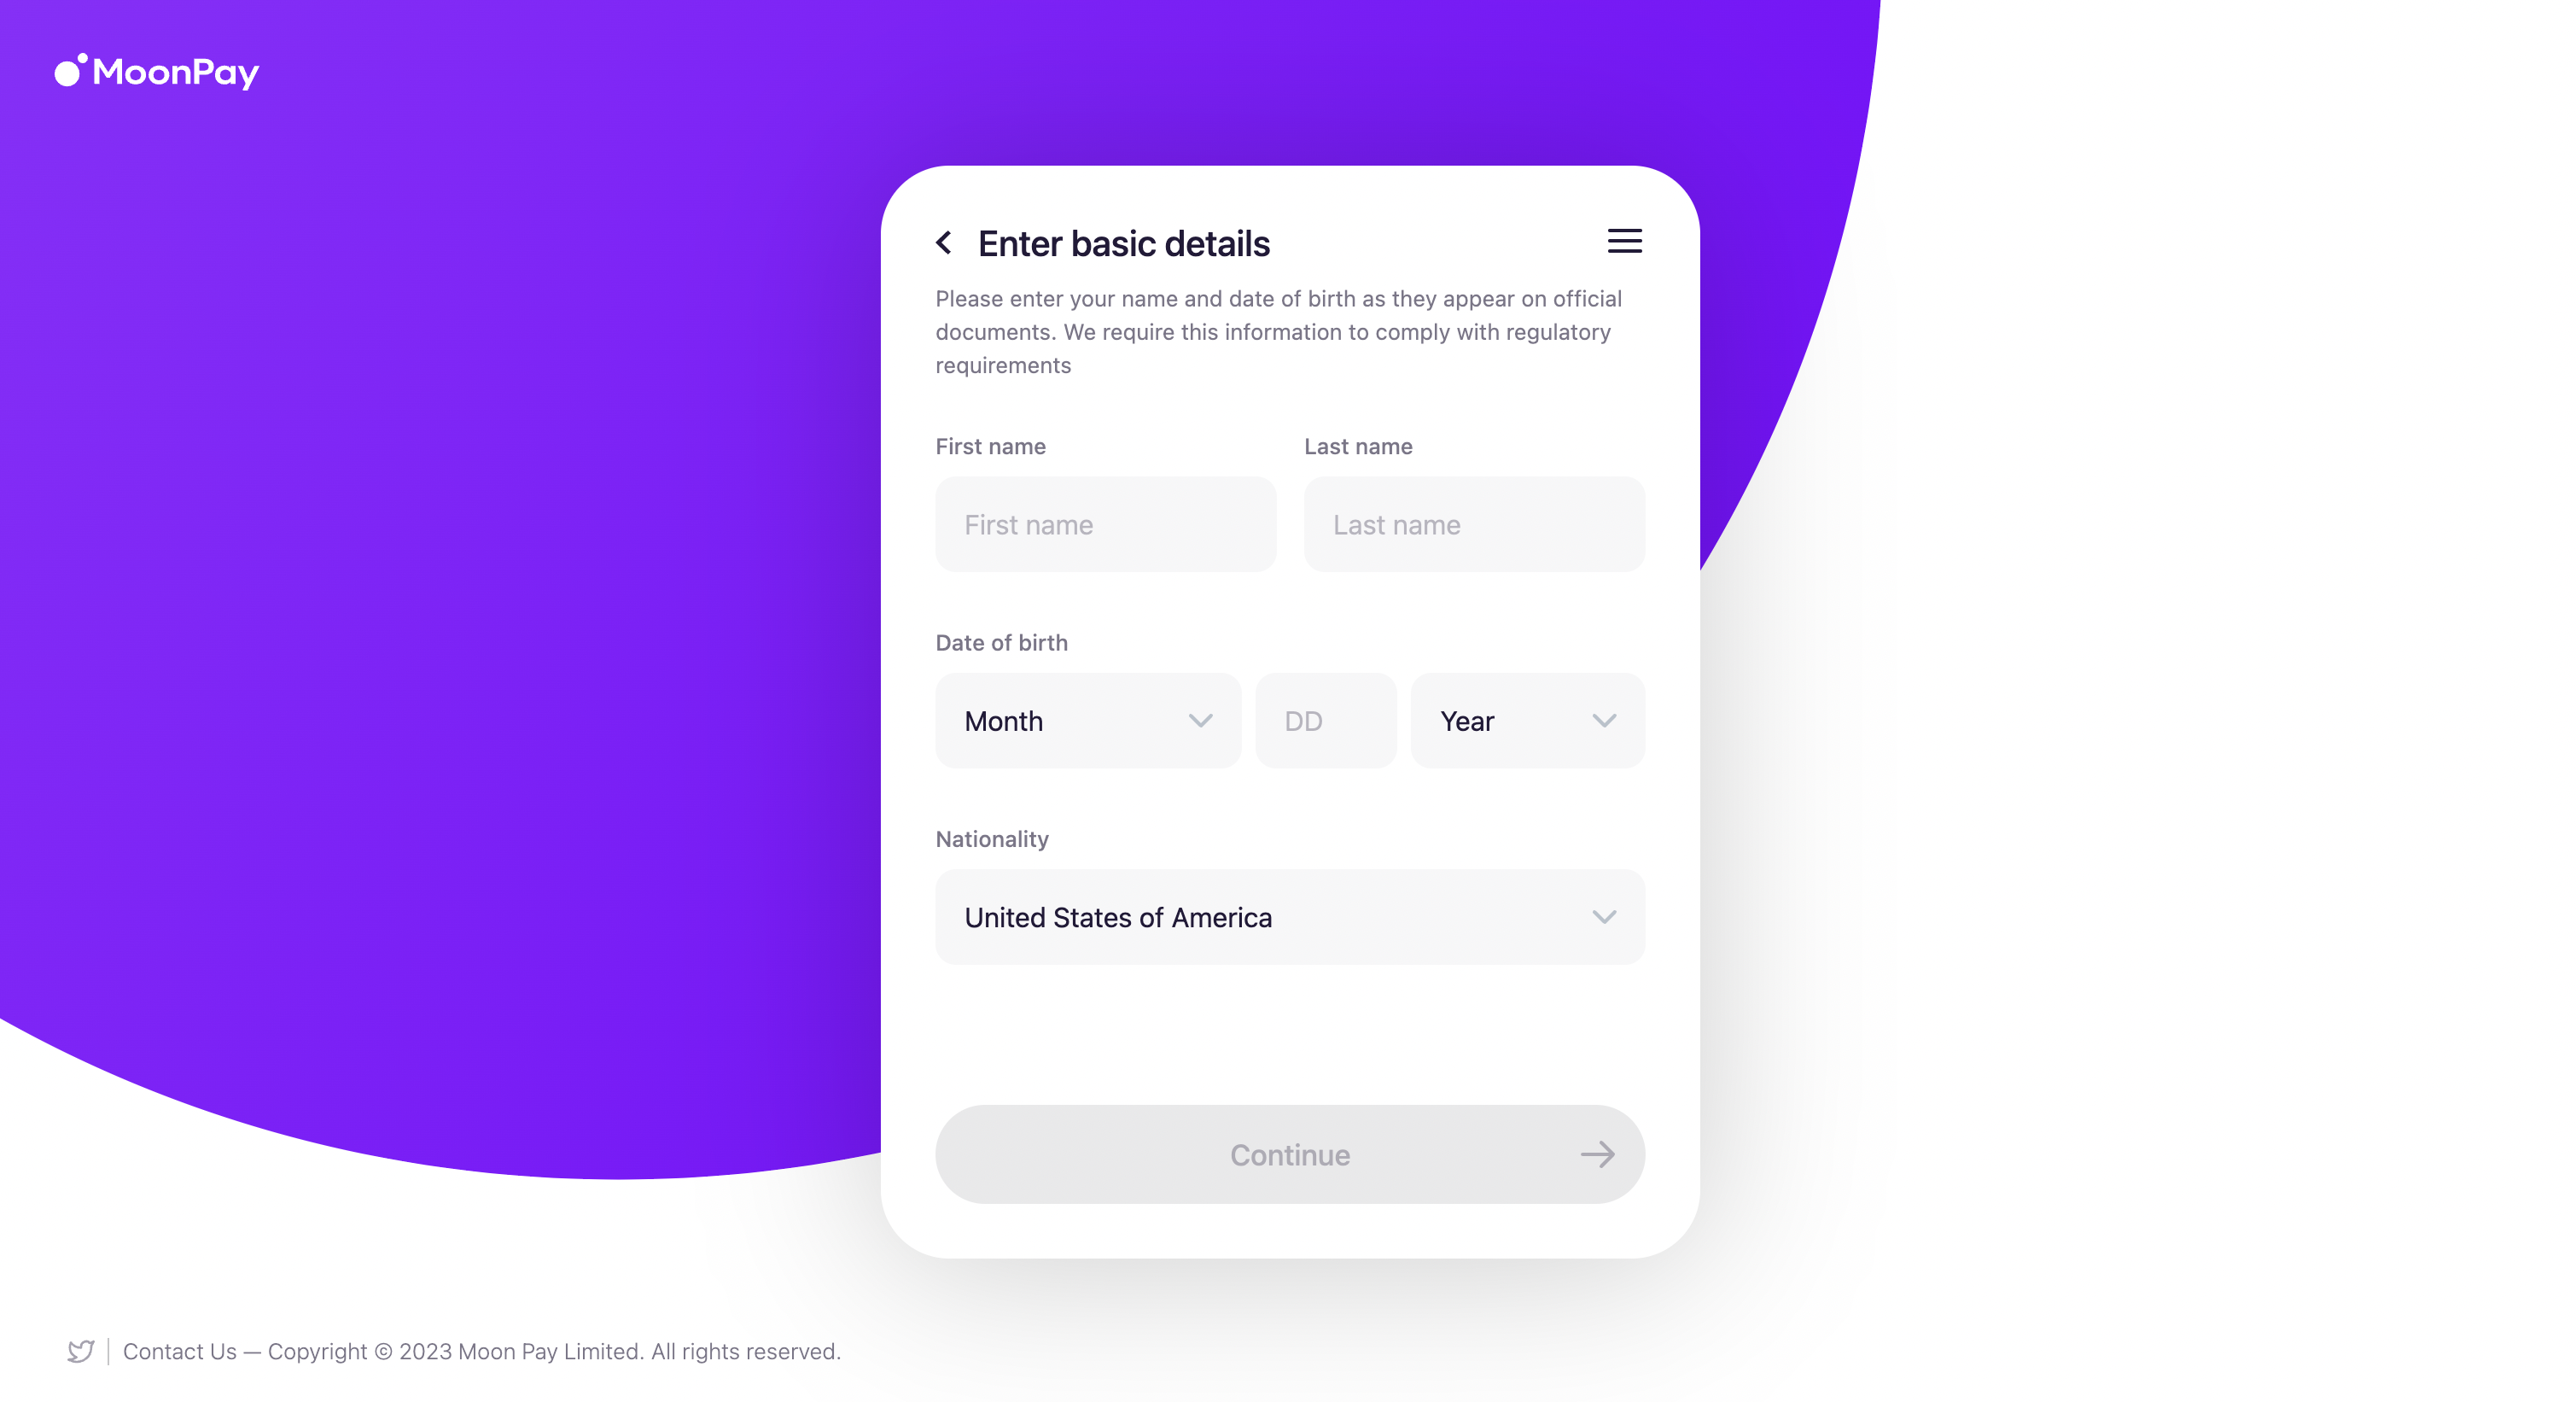 MoonPay
Enter basic details
Please enter your name and date of birth as they appear on official
documents. We require this information to comply with regulatory
requirements
First name
Last name
First name
Last name
Date of birth
Month
DD
Year
Nationality
United States of America
Continue
Contact Us — Copyright © 2023 Moon Pay Limited. All rights reserved.